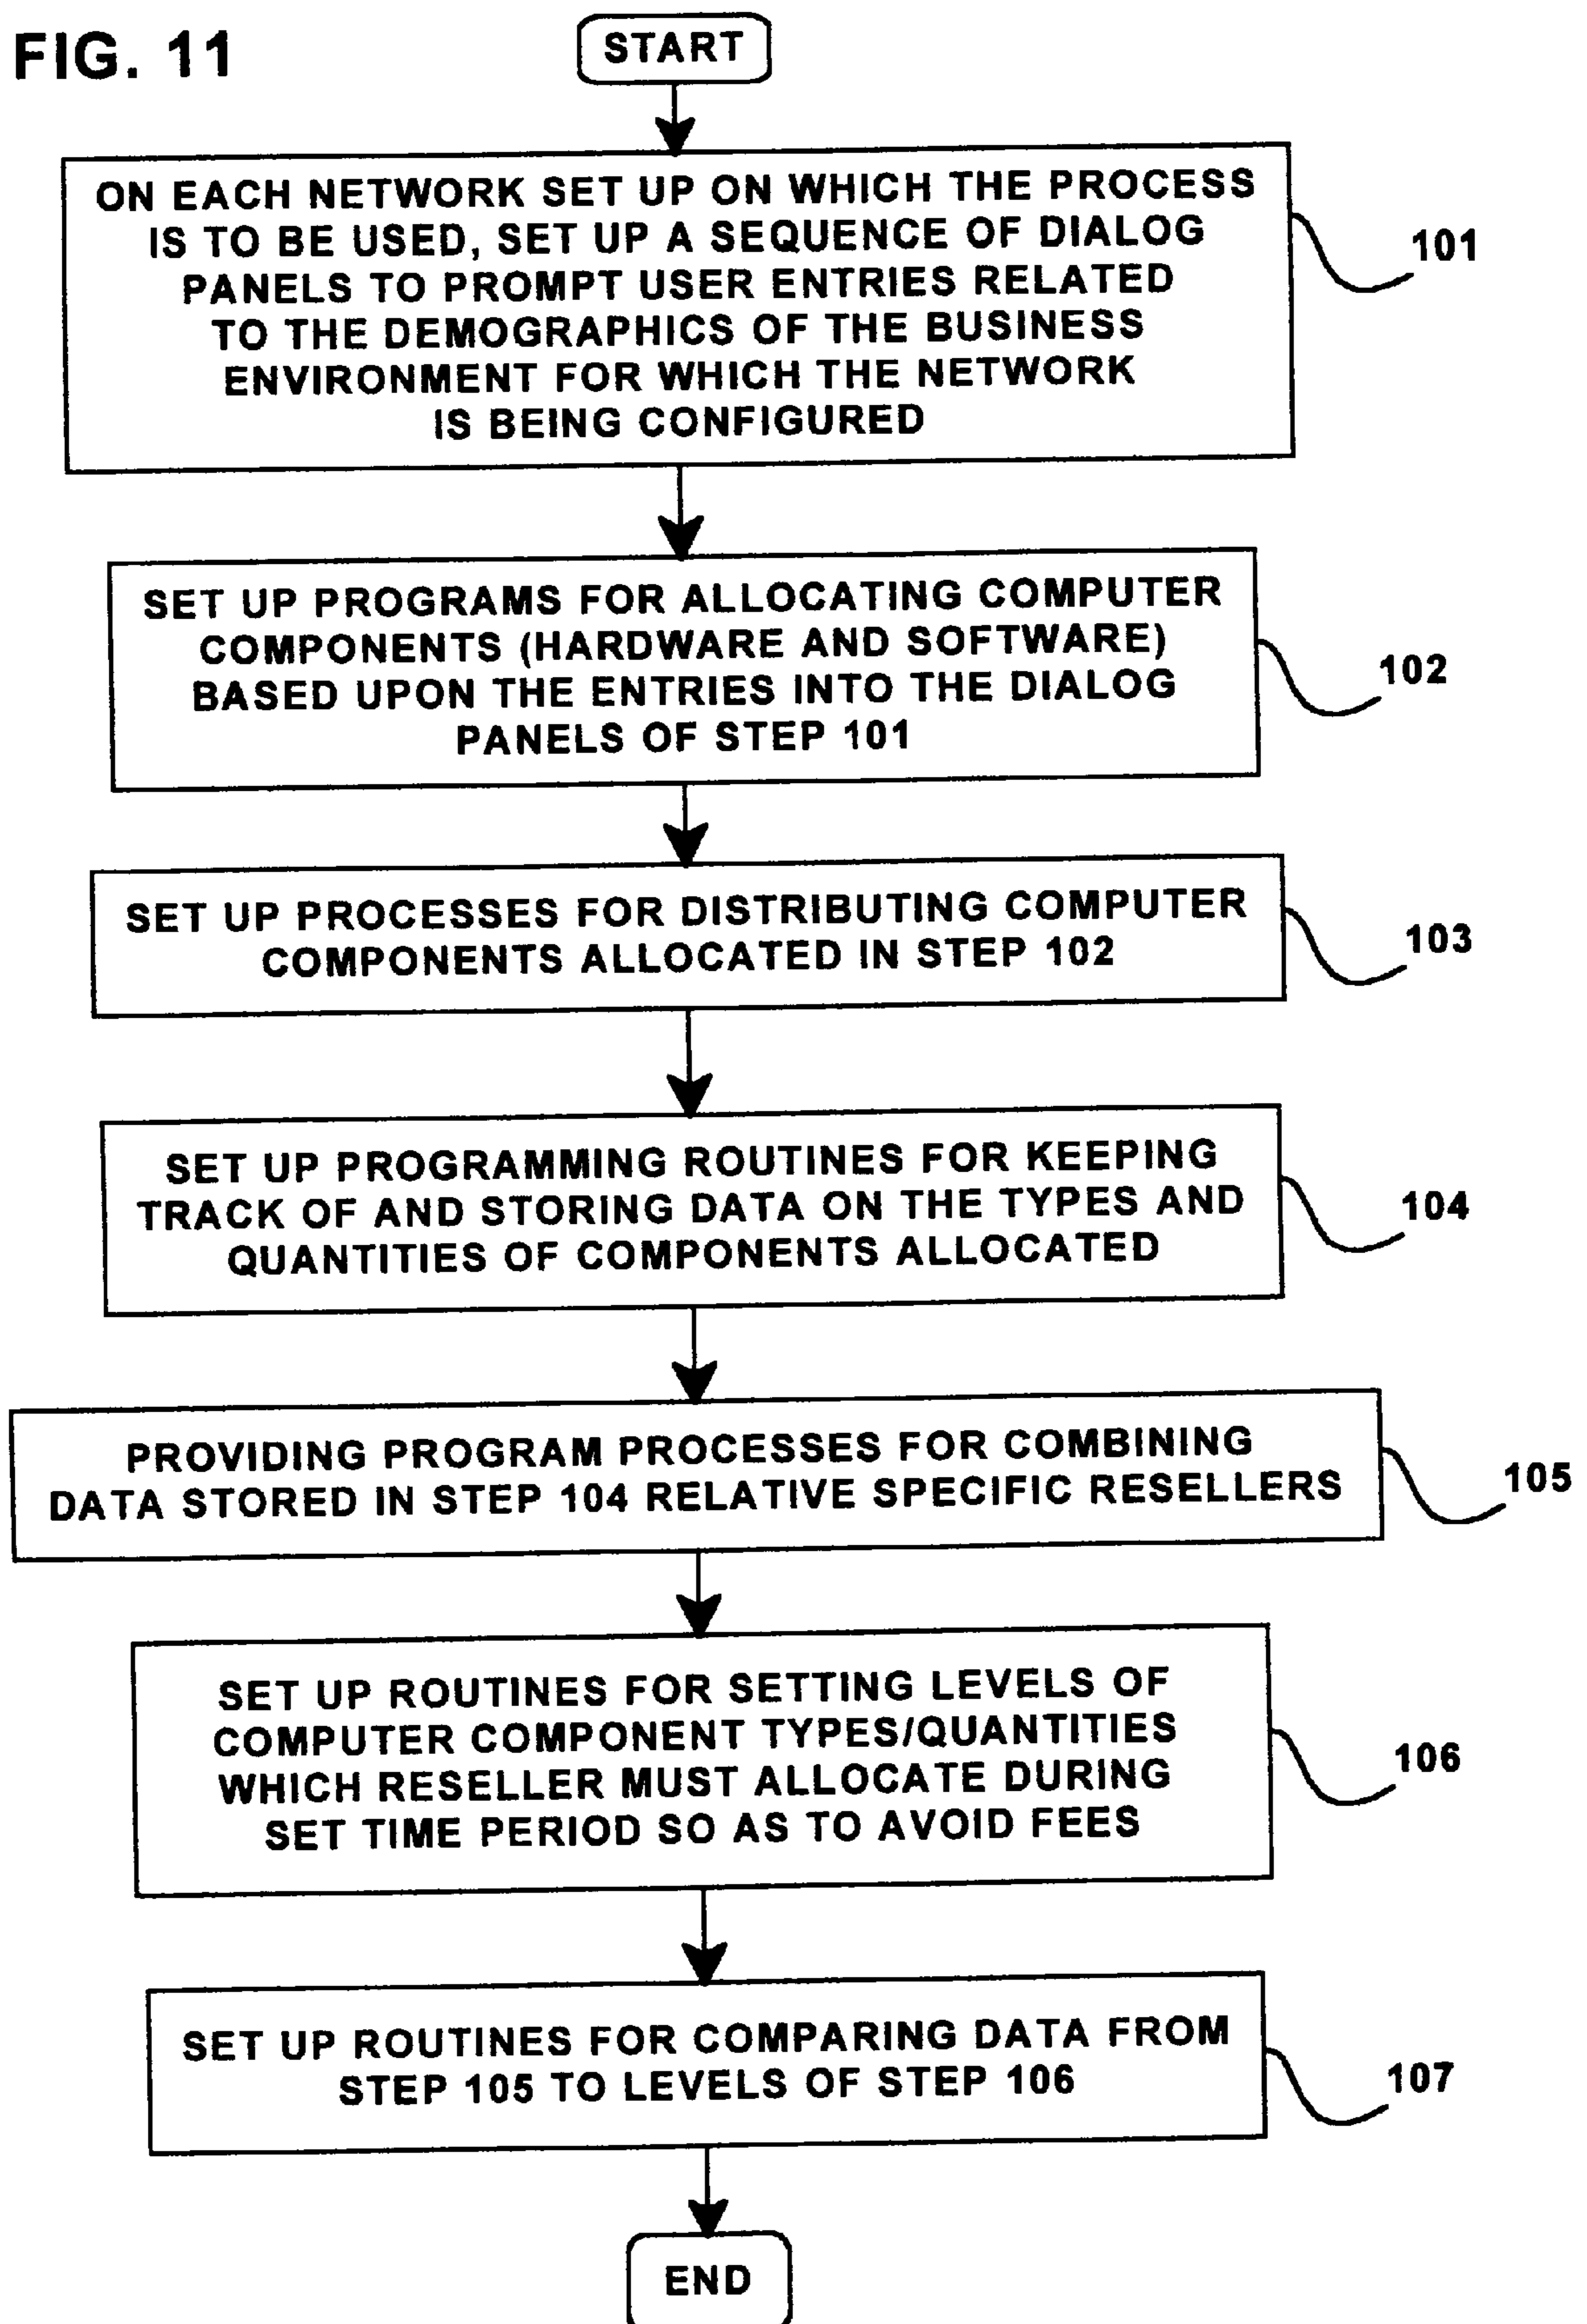 FIG. 11
START
ON EACH NETWORK SET UP ON WHICH THE PROCESS
IS TO BE USED, SET UP A SEQUENCE OF DIALOG
PANELS TO PROMPT USER ENTRIES RELATED
TO THE DEMOGRAPHICS OF THE BUSINESS
ENVIRONMENT FOR WHICH THE NETWORK
IS BEING CONFIGURED
101
SET UP PROGRAMS FOR ALLOCATING COMPUTER
COMPONENTS (HARDWARE AND SOFTWARE)
BASED UPON THE ENTRIES INTO THE DIALOG
PANELS OF STEP 101
102
SET UP PROCESSES FOR DISTRIBUTING COMPUTER
COMPONENTS ALLOCATED IN STEP 102
103
SET UP PROGRAMMING ROUTINES FOR KEEPING
TRACK OF AND STORING DATA ON THE TYPES AND
QUANTITIES OF COMPONENTS ALLOCATED
104
PROVIDING PROGRAM PROCESSES FOR COMBINING
DATA STORED IN STEP 104 RELATIVE SPECIFIC RESELLERS
105
SET UP ROUTINES FOR SETTING LEVELS OF
COMPUTER COMPONENT TYPES/QUANTITIES
WHICH RESELLER MUST ALLOCATE DURING
SET TIME PERIOD SO AS TO AVOID FEES
106
SET UP ROUTINES FOR COMPARING DATA FROM
STEP 105 TO LEVELS OF STEP 106
107
END